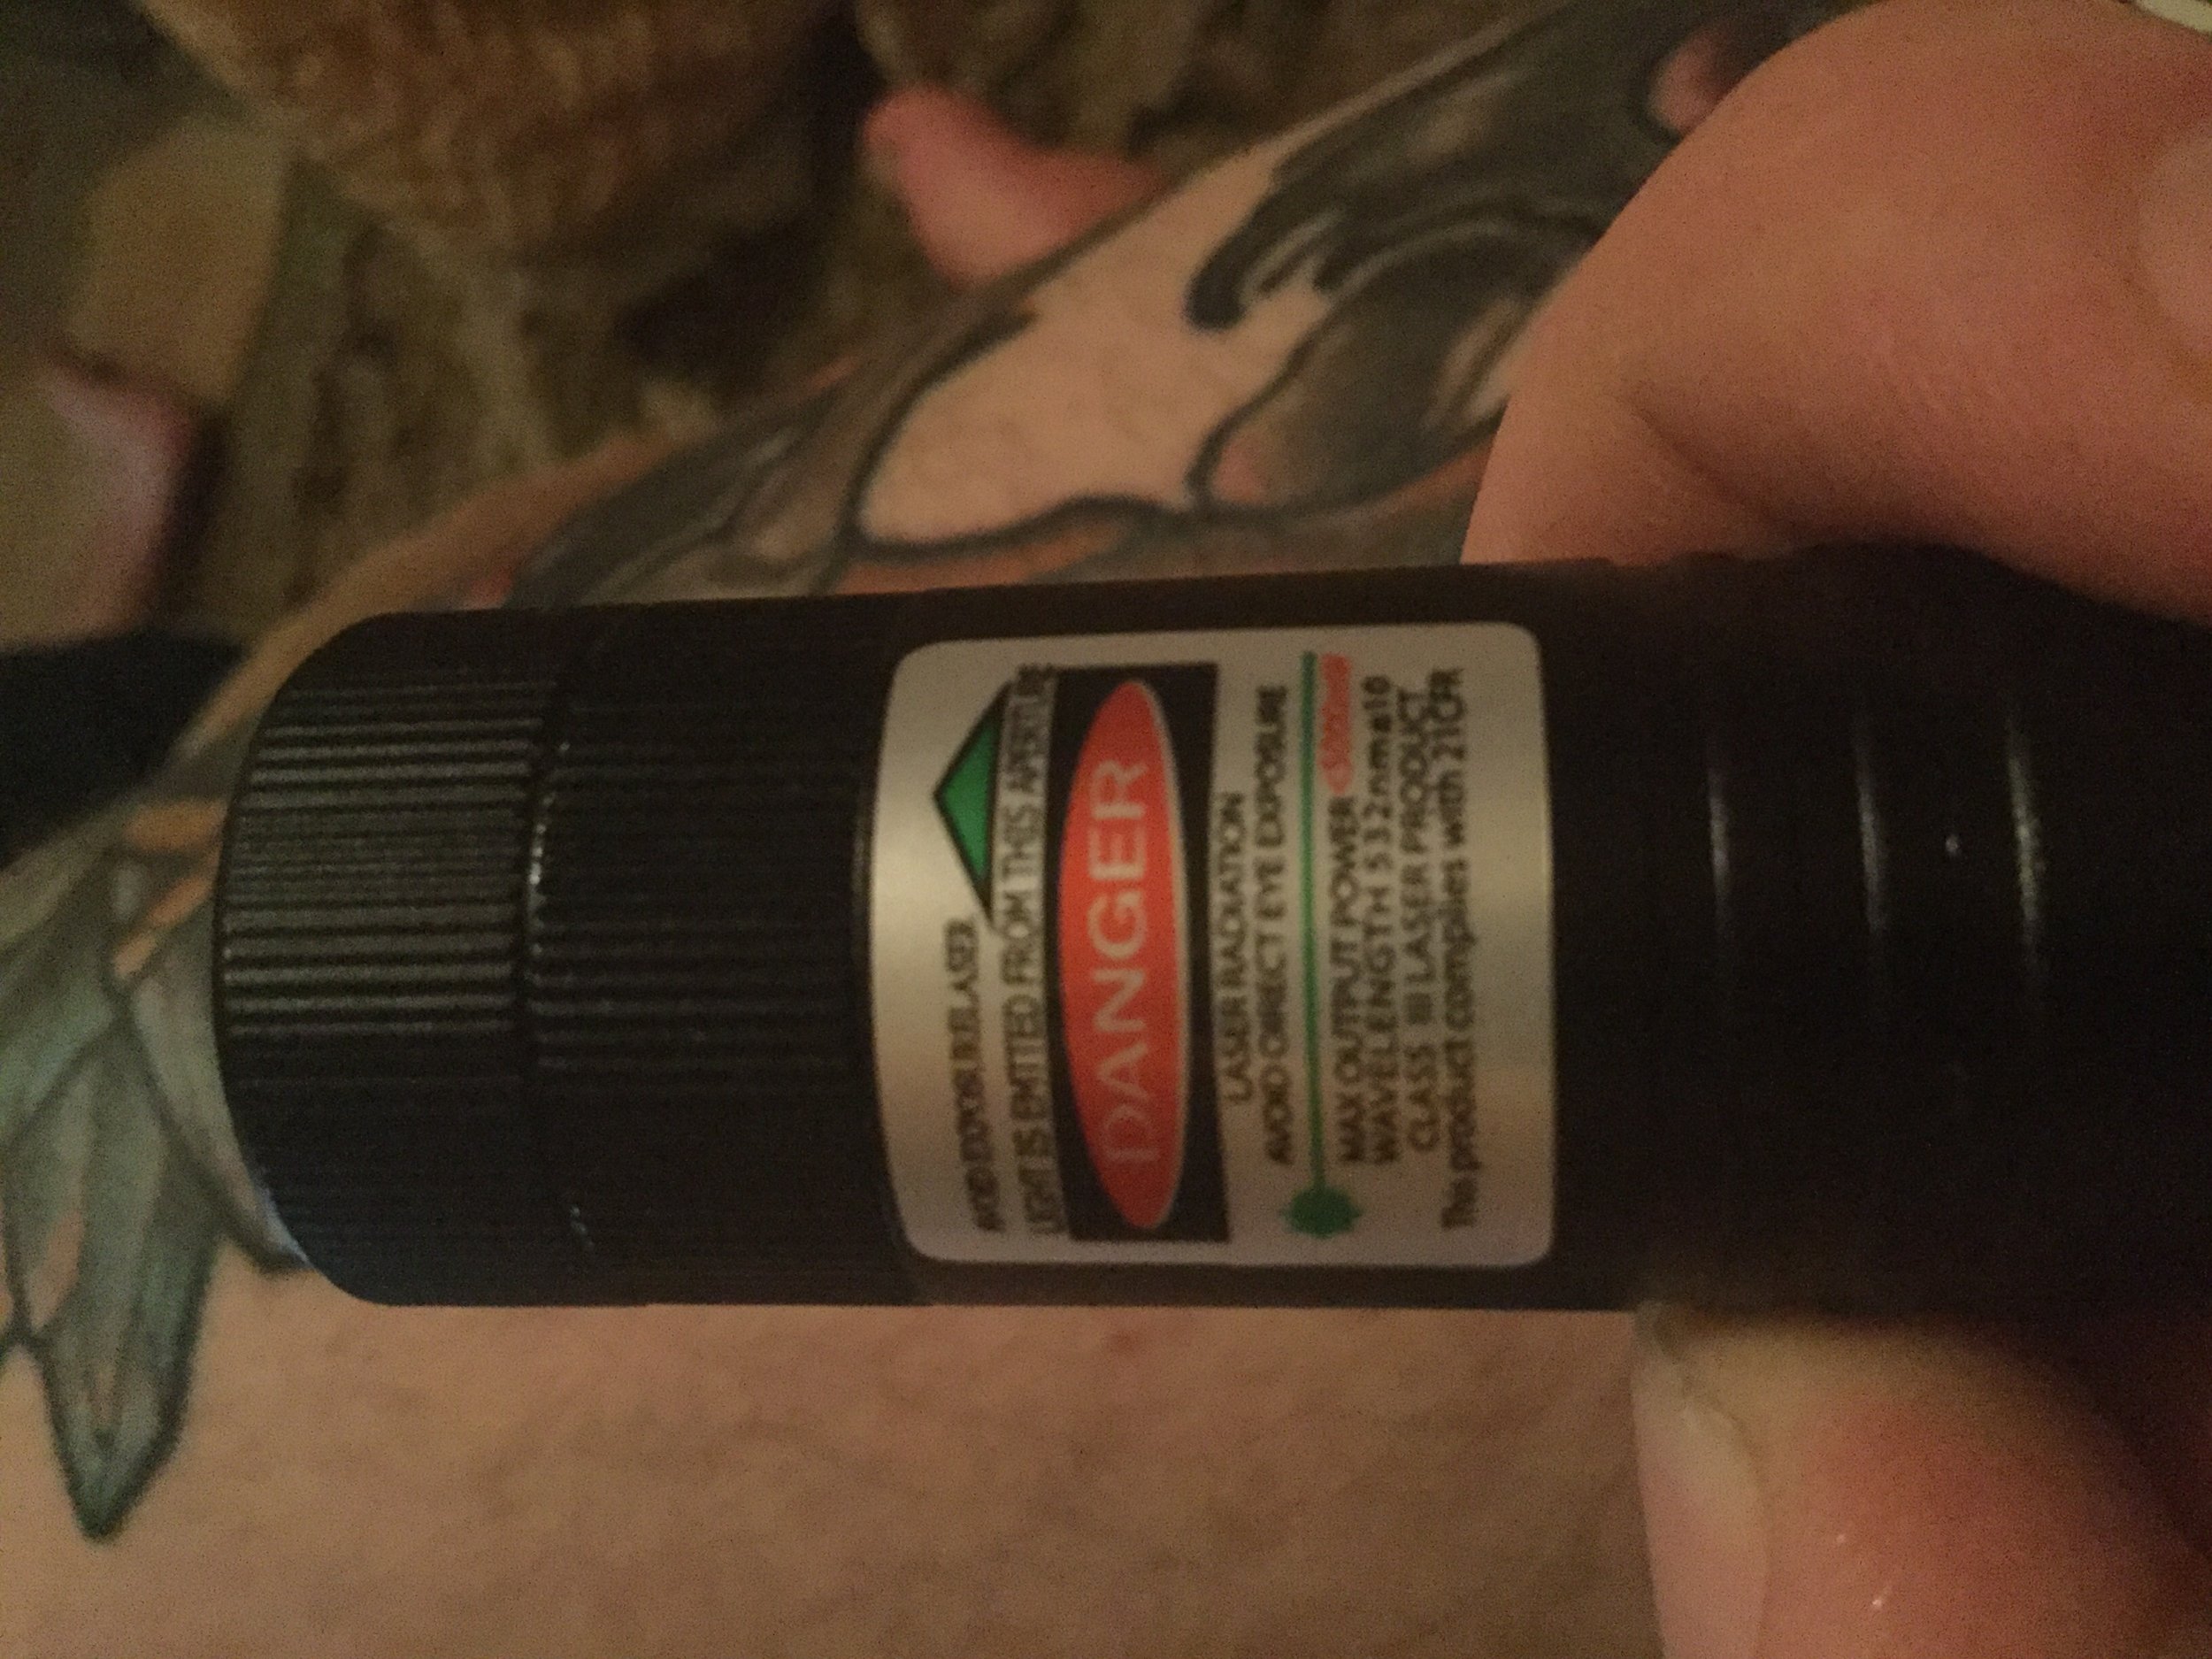 AVOID EXPOSURE LASER
LIGHT IS EMITTED FROM THIS APERTURE
DANGER
LASER RADIATION
AVOID DIRECT EYE EXPOSURE
MAX OUTPUT POWER
WAVELENGTH 532nm±10
CLASS III LASER PRODUCT
This product complies with 21CFR